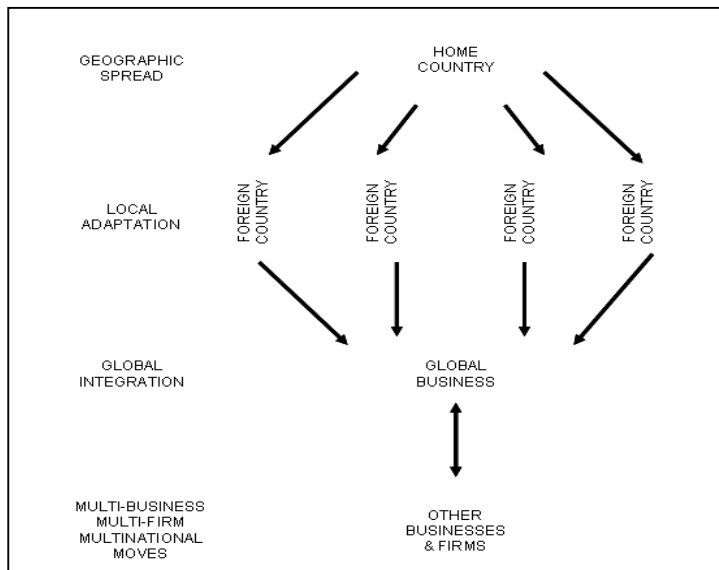 GEOGRAPHIC
SPREAD
HOME
COUNTRY
LOCAL
ADAPTATION
FOREIGN
COUNTRY
FOREIGN
COUNTRY
FOREIGN
COUNTRY
FOREIGN
COUNTRY
GLOBAL
INTEGRATION
GLOBAL
BUSINESS
MULTI-BUSINESS
MULTI-FIRM
MULTINATIONAL
MOVES
OTHER
BUSINESSES
& FIRMS